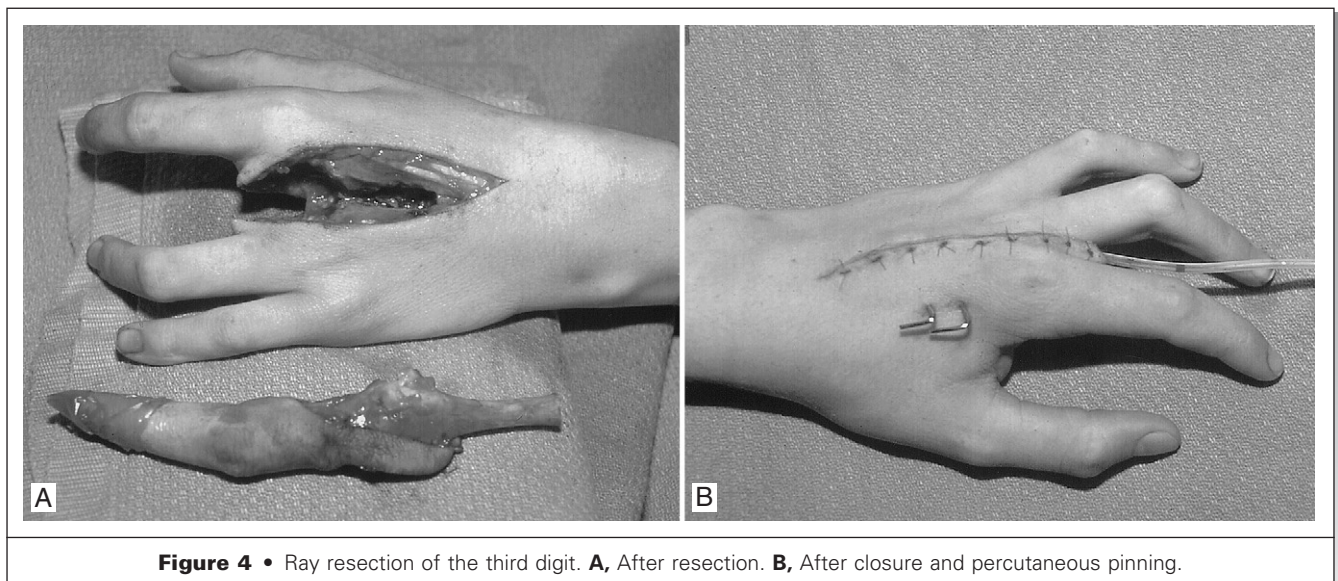 A
B
Figure 4 • Ray resection of the third digit. A, After resection. B, After closure and percutaneous pinning.